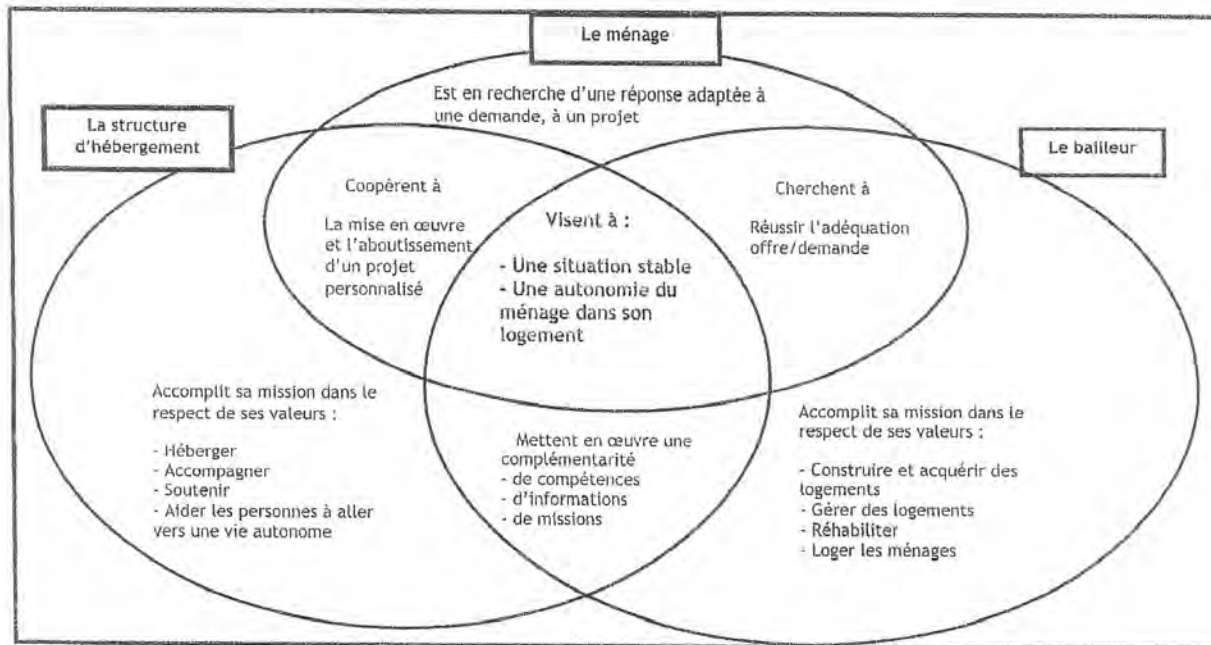 Le ménage
Est en recherche d'une réponse adaptée à
une demande, à un projet
La structure
d'hébergement
Le bailleur
Coopèrent à
La mise en œuvre
et l'aboutissement
d'un projet
personnalisé
Visent à :
- Une situation stable
- Une autonomie du
ménage dans son
logement
Cherchent à
Réussir l'adéquation
offre/demande
Accomplit sa mission dans le
respect de ses valeurs :
- Héberger
- Accompagner
- Soutenir
- Aider les personnes à aller
vers une vie autonome
Mettent en œuvre une
complémentarité
- de compétences
- d'informations
- de missions
Accomplit sa mission dans le
respect de ses valeurs :
- Construire et acquérir des
logements
- Gérer des logements
- Réhabiliter
- Loger les ménages